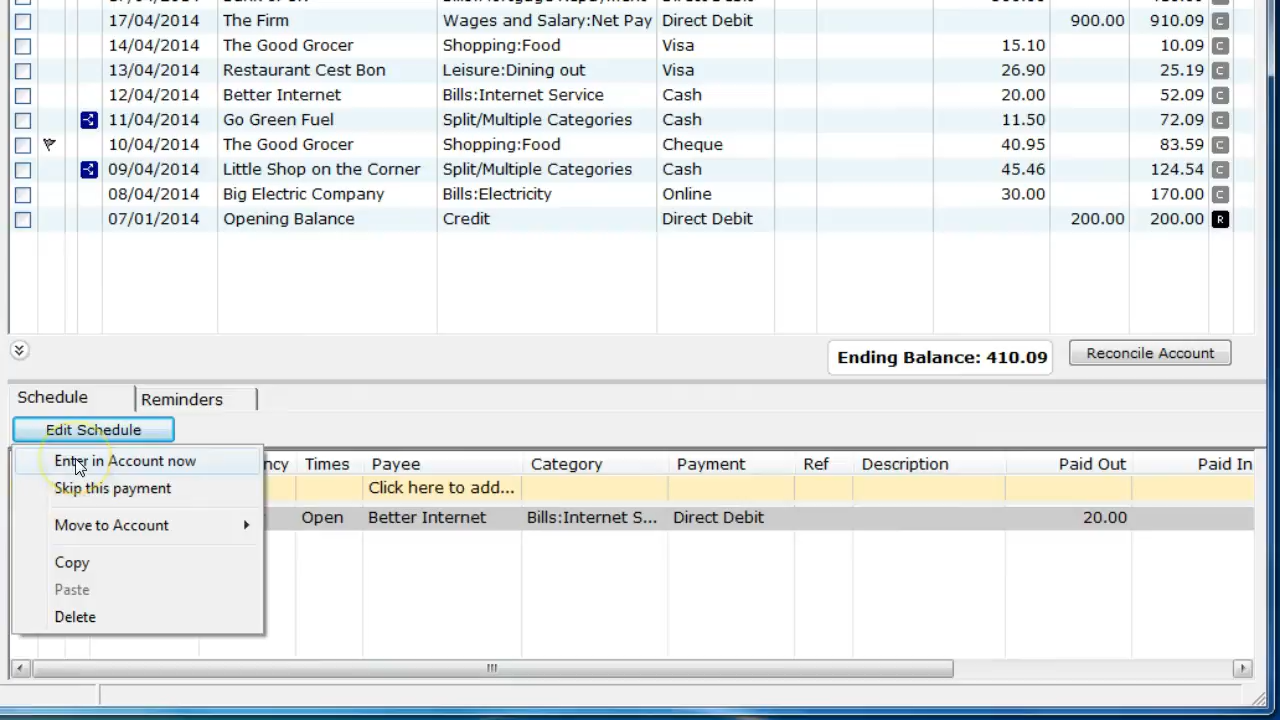 17/04/2014 The Firm Wages and Salary:Net Pay Direct Debit 900.00 910.09 C
14/04/2014 The Good Grocer Shopping:Food Visa 15.10 10.09 C
13/04/2014 Restaurant Cest Bon Leisure:Dining out Visa 26.90 25.19 C
12/04/2014 Better Internet Bills:Internet Service Cash 20.00 52.09 C
11/04/2014 Go Green Fuel Split/Multiple Categories Cash 11.50 72.09 C
10/04/2014 The Good Grocer Shopping:Food Cheque 40.95 83.59 C
09/04/2014 Little Shop on the Corner Split/Multiple Categories Cash 45.46 124.54 C
08/04/2014 Big Electric Company Bills:Electricity Online 30.00 170.00 C
07/01/2014 Opening Balance Credit Direct Debit 200.00 200.00 R
Ending Balance: 410.09 Reconcile Account
Schedule Reminders
Edit Schedule
Enter in Account now
Skip this payment
Move to Account
Copy
Paste
Delete
ncy Times Payee Category Payment Ref Description Paid Out Paid In
Click here to add...
Open Better Internet Bills:Internet S... Direct Debit 20.00